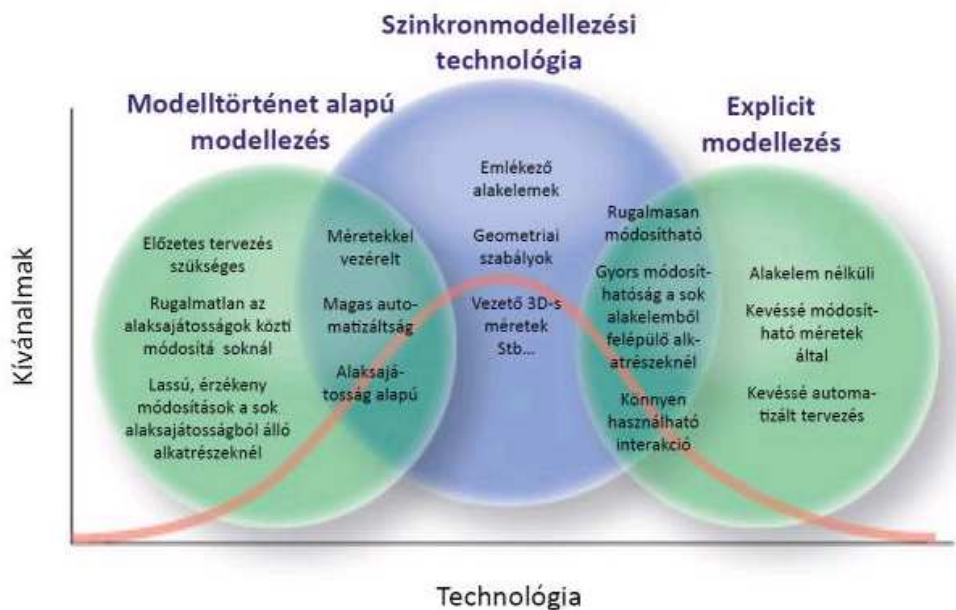 Szinkronmodellezési
technológia
Modelltörténet alapú
modellezés
Explicit
modellezés
Kívánalmak
Előzetes tervezés
szükséges
Rugalmatlan az
alaksajátosságok közti
módosítá soknál
Lassú, érzékeny
módosítások a sok
alaksajátosságból álló
alkatrészeknél
Méretekkel
vezérelt
Magas auto-
matizáltság
Alaksajá-
tosság alapú
Emlékező
alakelemek
Geometriai
szabályok
Vezető 3D-s
méretek
Stb...
Rugalmasan
módosítható
Gyors módosít-
hatóság a sok
alakelemből
felépülő alk-
atrészeknél
Könnyen
használható
interakció
Alakelem nélküli
Kevéssé módosít-
ható méretek
által
Kevéssé automa-
tizált tervezés
Technológia